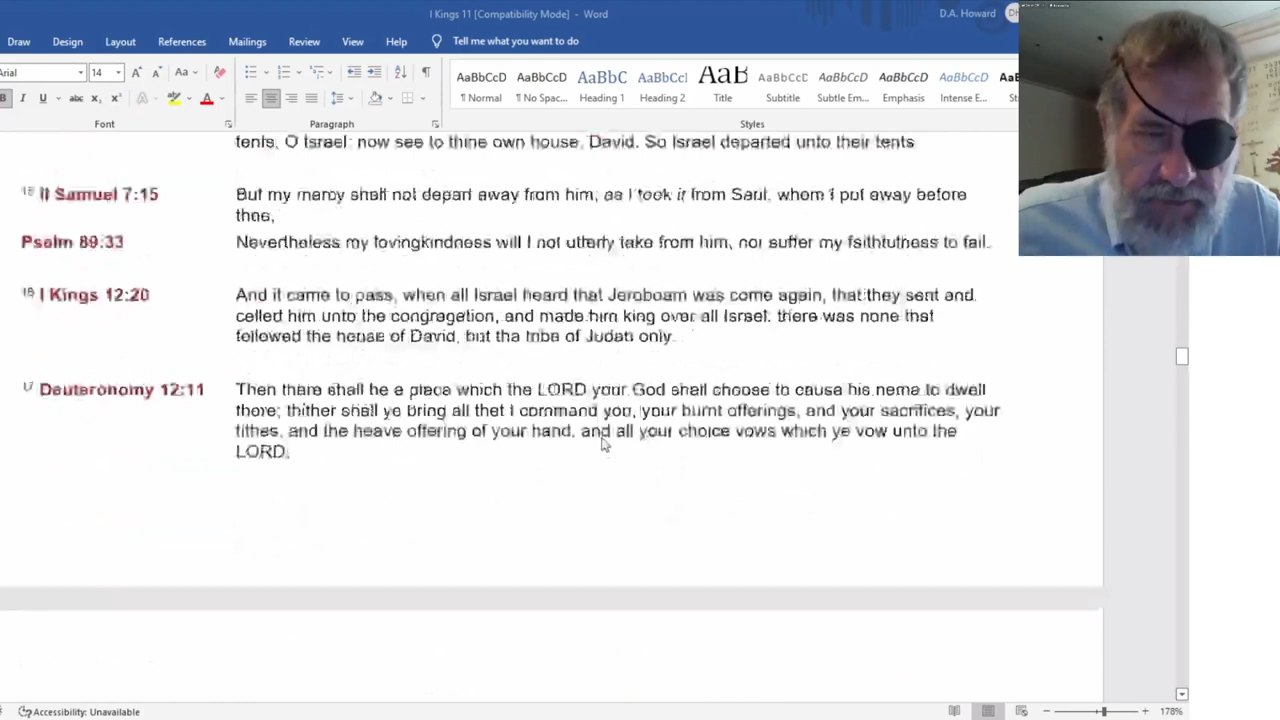 I Kings 11 [Compatibility Mode] - Word
D.A. Howard
DH
Draw Design Layout References Mailings Review View Help Tell me what you want to do
Arial 14 Aa
B I U abc x₂ x² A A
AaBbCcD AaBbCcD AaBbC AaBbCcI AaB AaBbCcD AaBbCcD AaBbCcD AaBbCcD
¶ Normal ¶ No Spac... Heading 1 Heading 2 Title Subtitle Subtle Em... Emphasis Intense E...
Font Paragraph Styles
tents, O Israel: now see to thine own house, David. So Israel departed unto their tents
II Samuel 7:15 But my mercy shall not depart away from him, as I took it from Saul, whom I put away before
thee,
Psalm 89.33 Nevertheless my lovingkindness will I not utterly take from him, nor suffer my faithfulness to fail.
I Kings 12:20 And it came to pass, when all Israel heard that Jeroboam was come again, that they sent and
called him unto the congregation, and made him king over all Israel: there was none that
followed the house of David, but the tribe of Judah only.
Deuteronomy 12:11 Then there shall be a place which the LORD your God shall choose to cause his name to dwell
there; thither shall ye bring all that I command you, your burnt offerings, and your sacrifices, your
tithes, and the heave offering of your hand, and all your choice vows which ye vow unto the
LORD.
Accessibility: Unavailable
178%